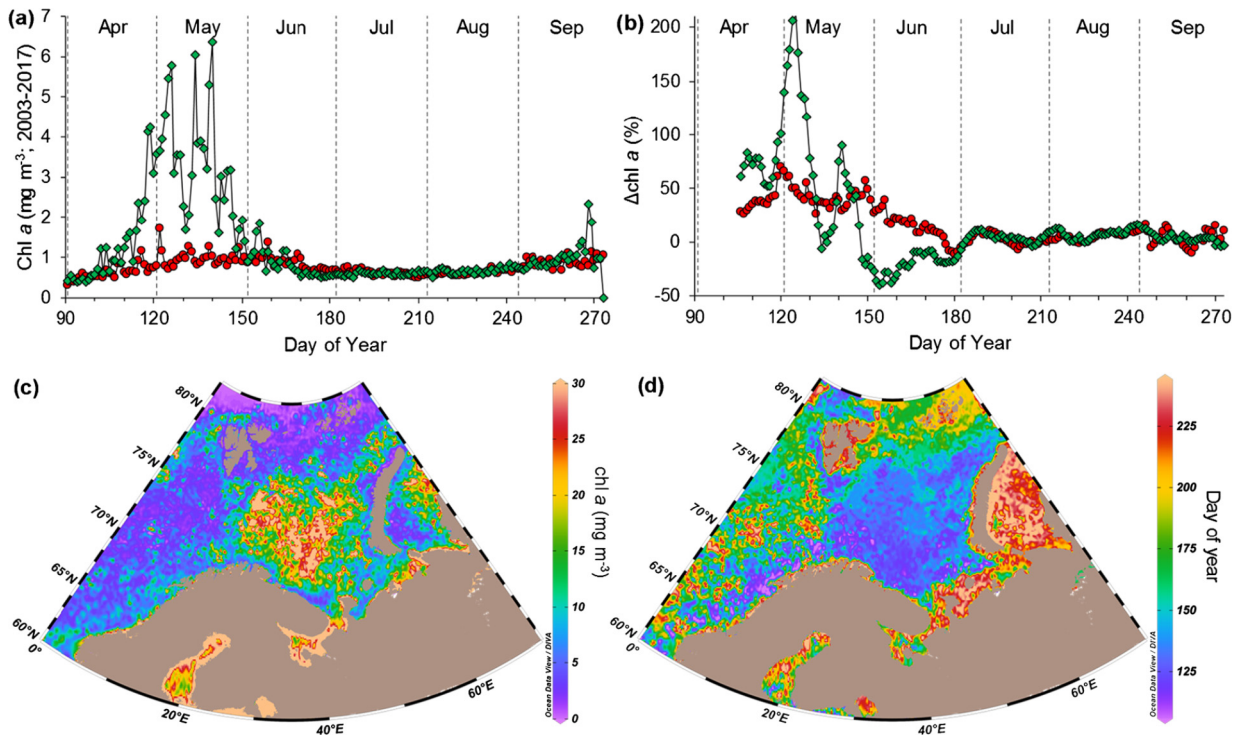 (a)
Apr May Jun Jul Aug Sep
Chl a (mg m-3; 2003-2017)
7
6
5
4
3
2
1
0
90 120 150 180 210 240 270
Day of Year
(b)
Apr May Jun Jul Aug Sep
Δchl a (%)
200
150
100
50
0
-50
90 120 150 180 210 240 270
Day of Year
(c)
80°N
75°N
70°N
65°N
60°N
0°
20°E
40°E
60°E
Ocean Data View / DIVA
30
25
20
15
10
5
0
chl a (mg m-3)
(d)
80°N
75°N
70°N
65°N
60°N
0°
20°E
40°E
60°E
Ocean Data View / DIVA
225
200
175
150
125
Day of year